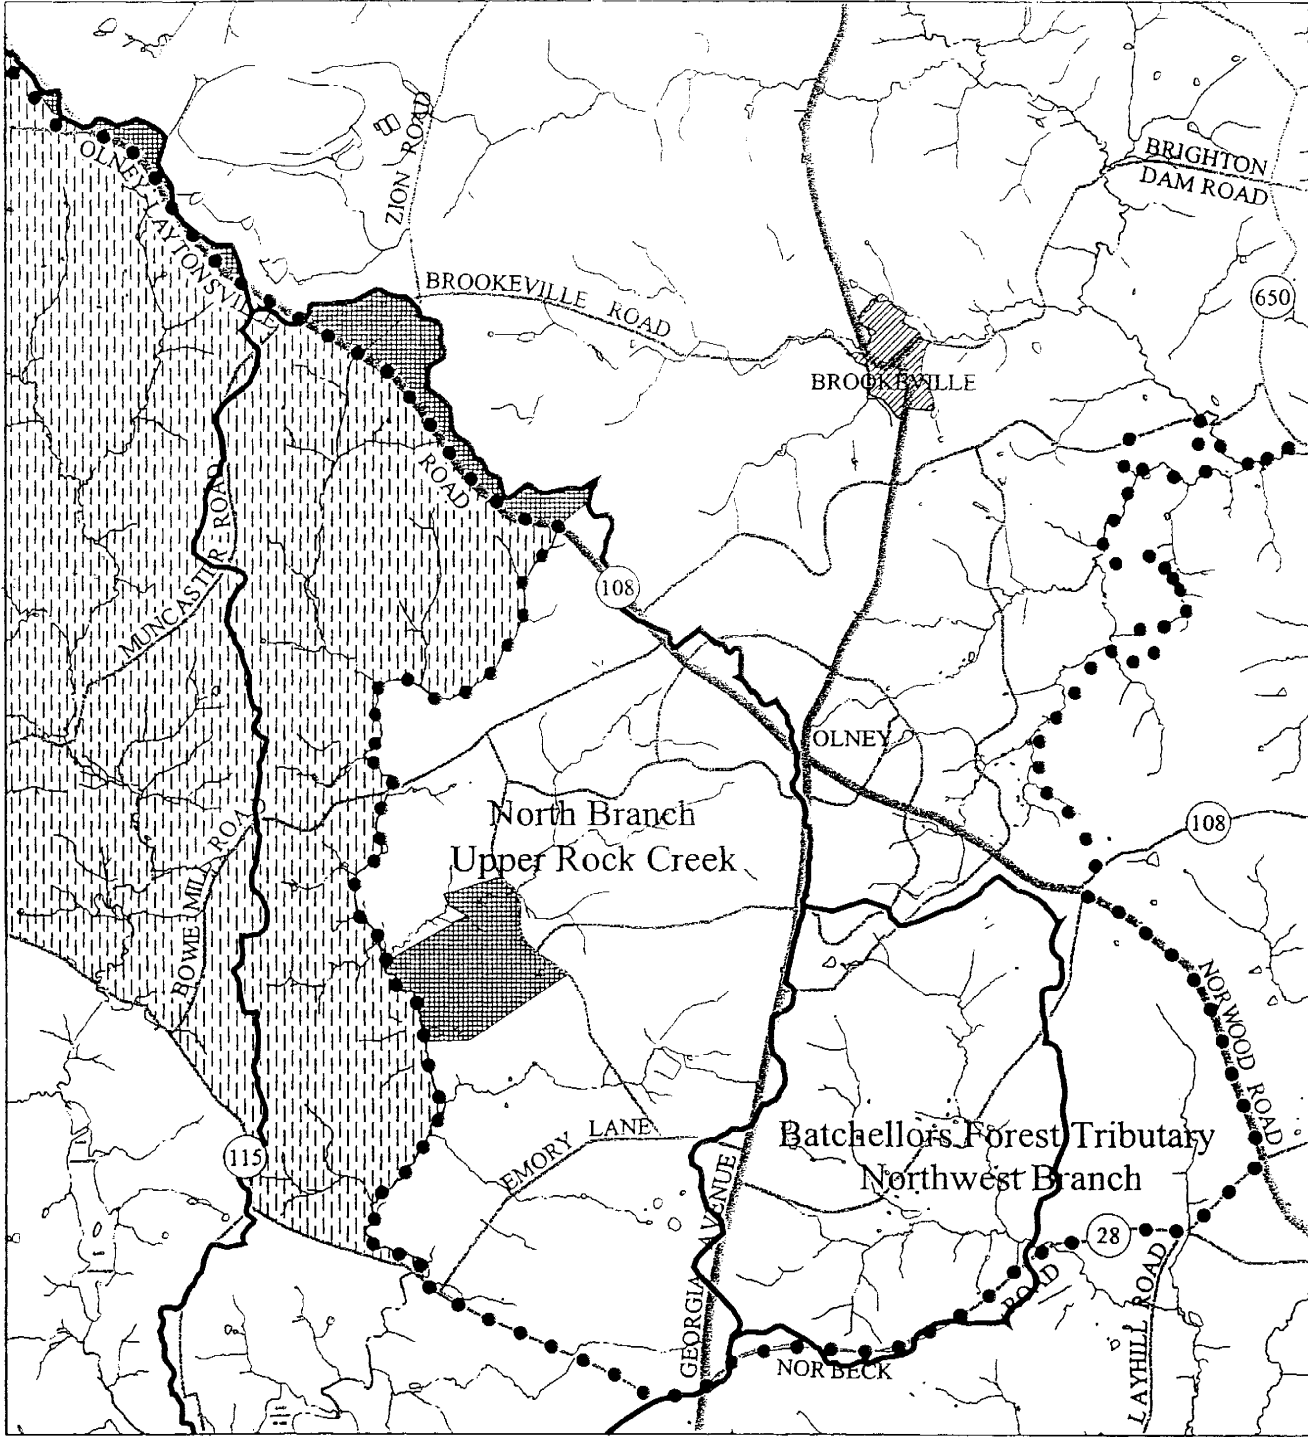 ZION ROAD
BRIGHTON
DAM ROAD
OLNEY-LAYTONSVILLE
ROAD
BROOKEVILLE ROAD
650
BROOKEVILLE
MUNCASTER ROAD
108
OLNEY
North Branch
Upper Rock Creek
108
BOWIE MILL ROAD
NORWOOD ROAD
EMORY LANE
115
Batchellors Forest Tributary
Northwest Branch
GEORGIA AVENUE
28
ROAD
NORBECK
LAYHILL ROAD